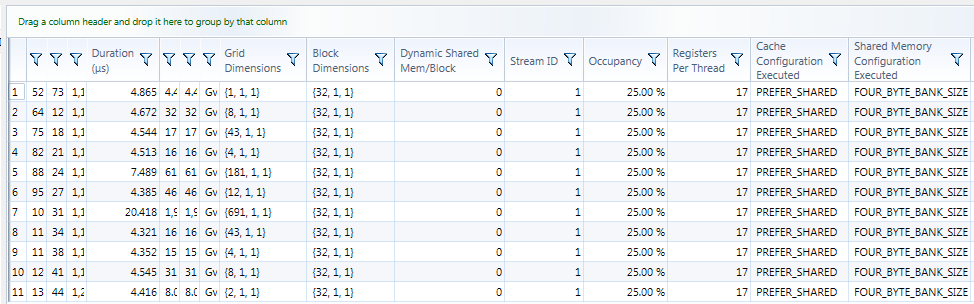 Drag a column header and drop it here to group by that column
Duration (μs) Grid Dimensions Block Dimensions Dynamic Shared Mem/Block Stream ID Occupancy Registers Per Thread Cache Configuration Executed Shared Memory Configuration Executed
1 52 73 1,1 4.865 4.4 4.4 Gv {1, 1, 1} {32, 1, 1} 0 1 25.00 % 17 PREFER_SHARED FOUR_BYTE_BANK_SIZE
2 64 12 1,1 4.672 32 32 Gv {8, 1, 1} {32, 1, 1} 0 1 25.00 % 17 PREFER_SHARED FOUR_BYTE_BANK_SIZE
3 75 18 1,1 4.544 17 17 Gv {43, 1, 1} {32, 1, 1} 0 1 25.00 % 17 PREFER_SHARED FOUR_BYTE_BANK_SIZE
4 82 21 1,1 4.513 16 16 Gv {4, 1, 1} {32, 1, 1} 0 1 25.00 % 17 PREFER_SHARED FOUR_BYTE_BANK_SIZE
5 88 24 1,1 7.489 61 61 Gv {181, 1, 1} {32, 1, 1} 0 1 25.00 % 17 PREFER_SHARED FOUR_BYTE_BANK_SIZE
6 95 27 1,1 4.385 46 46 Gv {12, 1, 1} {32, 1, 1} 0 1 25.00 % 17 PREFER_SHARED FOUR_BYTE_BANK_SIZE
7 10 31 1,1 20.418 1,9 1,9 Gv {691, 1, 1} {32, 1, 1} 0 1 25.00 % 17 PREFER_SHARED FOUR_BYTE_BANK_SIZE
8 11 34 1,1 4.321 16 16 Gv {43, 1, 1} {32, 1, 1} 0 1 25.00 % 17 PREFER_SHARED FOUR_BYTE_BANK_SIZE
9 11 38 1,1 4.352 15 15 Gv {4, 1, 1} {32, 1, 1} 0 1 25.00 % 17 PREFER_SHARED FOUR_BYTE_BANK_SIZE
10 12 41 1,1 4.545 31 31 Gv {8, 1, 1} {32, 1, 1} 0 1 25.00 % 17 PREFER_SHARED FOUR_BYTE_BANK_SIZE
11 13 44 1,2 4.416 8.0 8.0 Gv {2, 1, 1} {32, 1, 1} 0 1 25.00 % 17 PREFER_SHARED FOUR_BYTE_BANK_SIZE